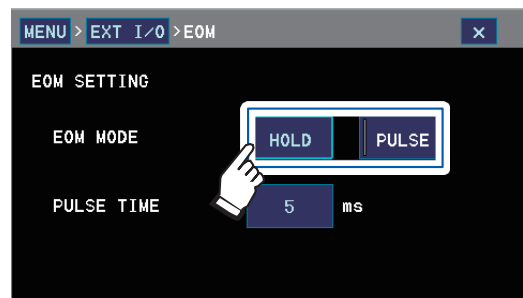 MENU > EXT I/O > EOM ×
EOM SETTING
EOM MODE HOLD PULSE
PULSE TIME 5 ms